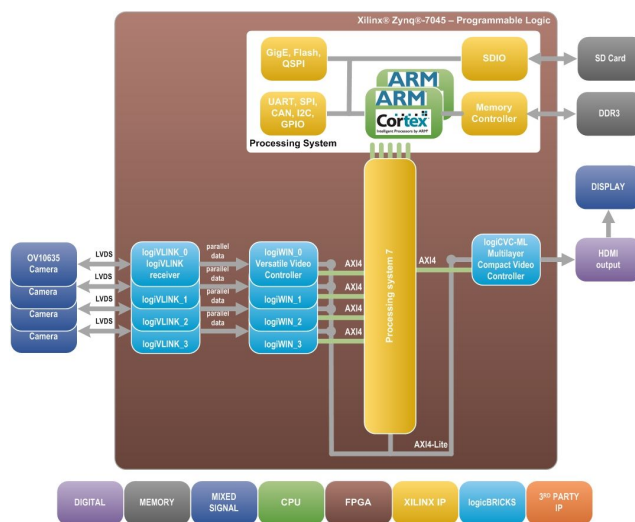 Xilinx® Zynq®-7045 – Programmable Logic
GigE, Flash,
QSPI
SDIO
SD Card
ARM
ARM
Cortex
Intelligent Processors by ARM®
UART, SPI,
CAN, I2C,
GPIO
Memory
Controller
DDR3
Processing System
DISPLAY
OV10635
Camera
LVDS
logiVLINK_0
logiVLINK
receiver
parallel
data
logiWIN_0
Versatile Video
Controller
AXI4
Processing system 7
AXI4
logiCVC-ML
Multilayer
Compact Video
Controller
HDMI
output
Camera
LVDS
logiVLINK_1
parallel
data
logiWIN_1
AXI4
Camera
LVDS
logiVLINK_2
parallel
data
logiWIN_2
AXI4
Camera
LVDS
logiVLINK_3
parallel
data
logiWIN_3
AXI4
AXI4-Lite
DIGITAL
MEMORY
MIXED
SIGNAL
CPU
FPGA
XILINX IP
logicBRICKS
3RD PARTY
IP